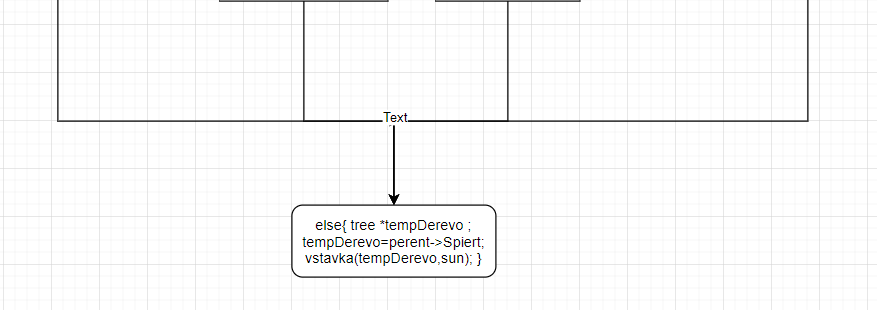 Text
else{ tree *tempDerevo ;
tempDerevo=perent->Spiert;
vstavka(tempDerevo,sun); }